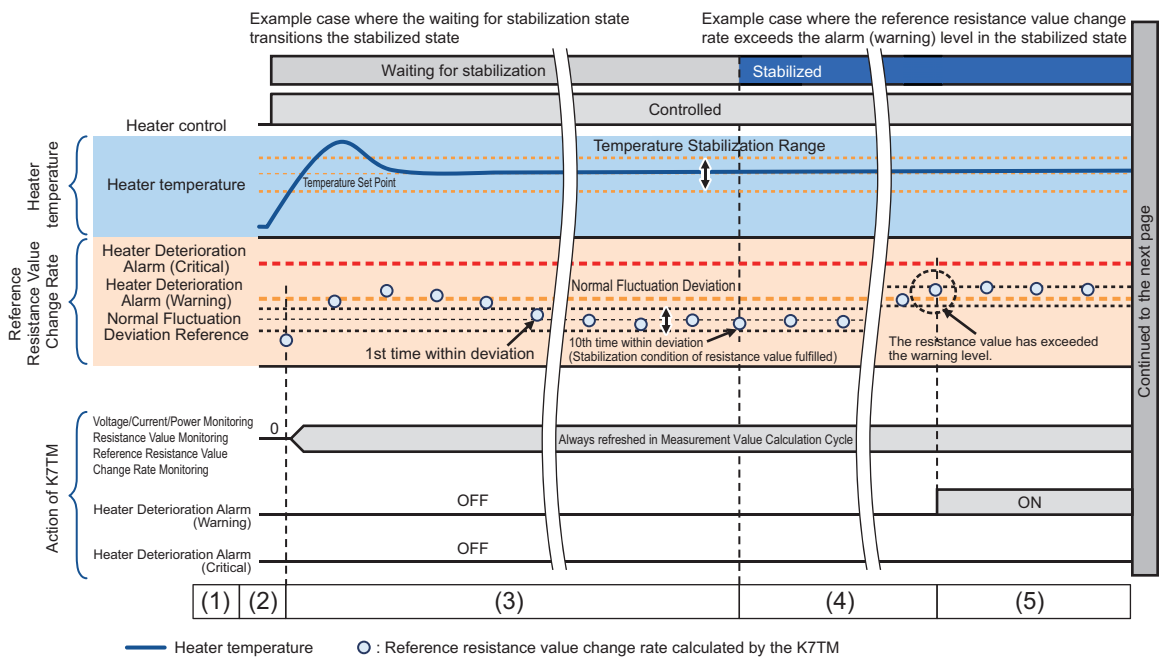 Example case where the waiting for stabilization state
transitions the stabilized state
Example case where the reference resistance value change
rate exceeds the alarm (warning) level in the stabilized state
Waiting for stabilization
Stabilized
Controlled
Heater control
Heater
temperature
Heater temperature
Temperature Stabilization Range
Temperature Set Point
Reference
Resistance Value
Change Rate
Heater Deterioration
Alarm (Critical)
Heater Deterioration
Alarm (Warning)
Normal Fluctuation
Deviation Reference
Normal Fluctuation Deviation
1st time within deviation
10th time within deviation
(Stabilization condition of resistance value fulfilled)
The resistance value has exceeded
the warning level.
Continued to the next page
Action of K7TM
Voltage/Current/Power Monitoring
Resistance Value Monitoring
Reference Resistance Value
Change Rate Monitoring
0
Always refreshed in Measurement Value Calculation Cycle
Heater Deterioration Alarm
(Warning)
OFF
ON
Heater Deterioration Alarm
(Critical)
OFF
(1) (2) (3) (4) (5)
Heater temperature
: Reference resistance value change rate calculated by the K7TM